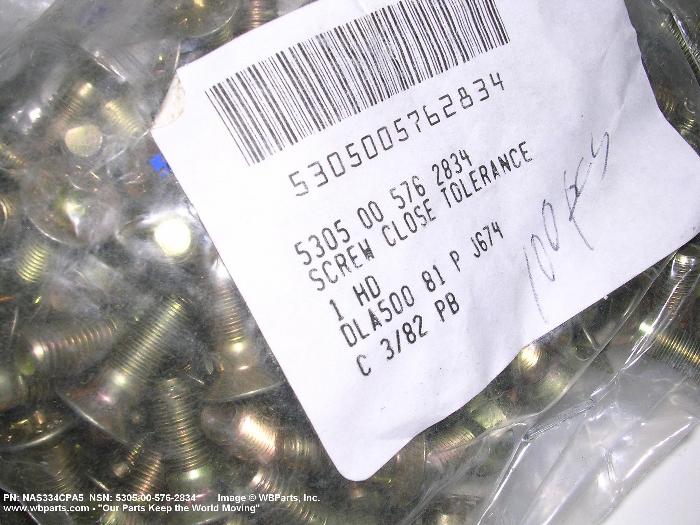 5305005762834
5305 00 576 2834
SCREW CLOSE TOLERANCE
1 HD
DLA500 81 P J674
C 3/82 PB
100 pcs
PN: NAS334CPA5 NSN: 5305-00-576-2834 Image © WBParts, Inc.
www.wbparts.com - "Our Parts Keep the World Moving"